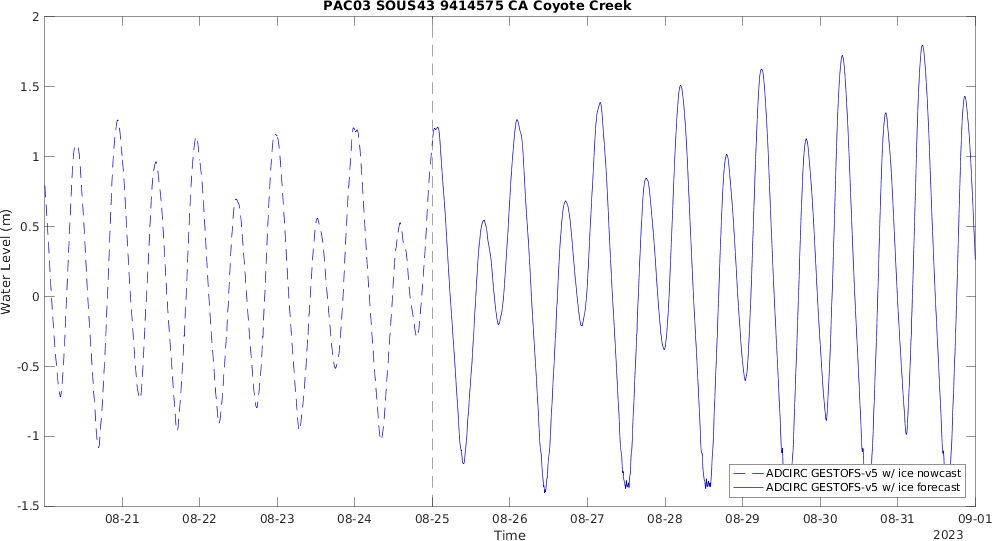 PAC03 SOUS43 9414575 CA Coyote Creek
2
1.5
1
0.5
0
-0.5
-1
-1.5
Water Level (m)
ADCIRC GESTOFS-v5 w/ ice nowcast
ADCIRC GESTOFS-v5 w/ ice forecast
08-21 08-22 08-23 08-24 08-25 08-26 08-27 08-28 08-29 08-30 08-31 09-01
Time
2023